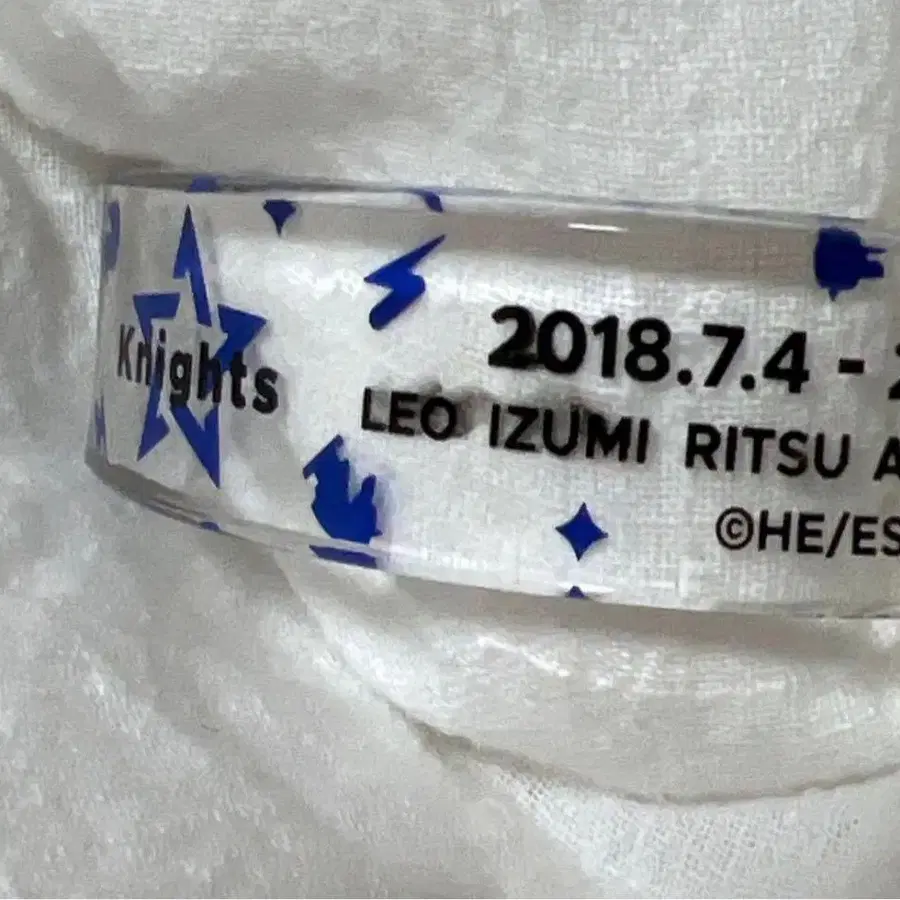 Knights
2018.7.4 -
LEO IZUMI RITSU A
©HE/ES